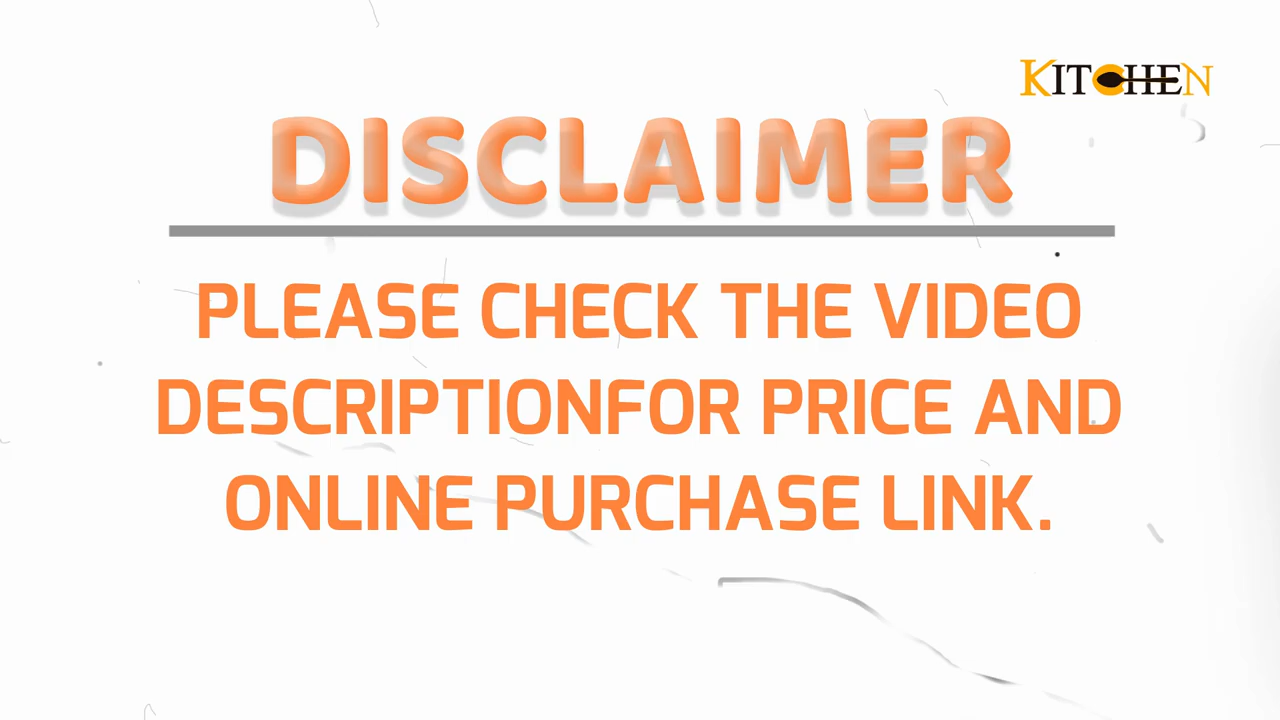 KITCHEN
DISCLAIMER
PLEASE CHECK THE VIDEO
DESCRIPTIONFOR PRICE AND
ONLINE PURCHASE LINK.